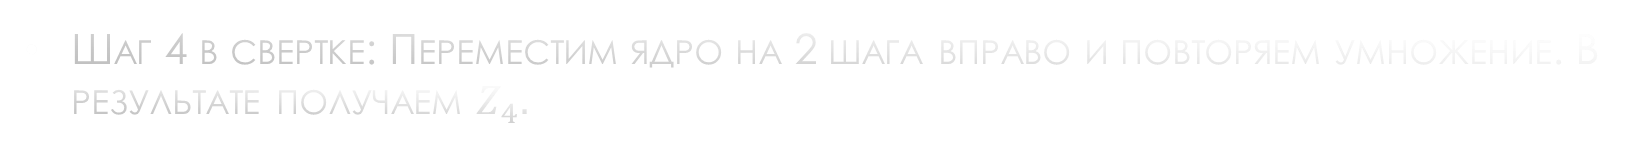 Шаг 4 в свертке: Переместим ядро на 2 шага вправо и повторяем умножение. В
результате получаем Z₄.